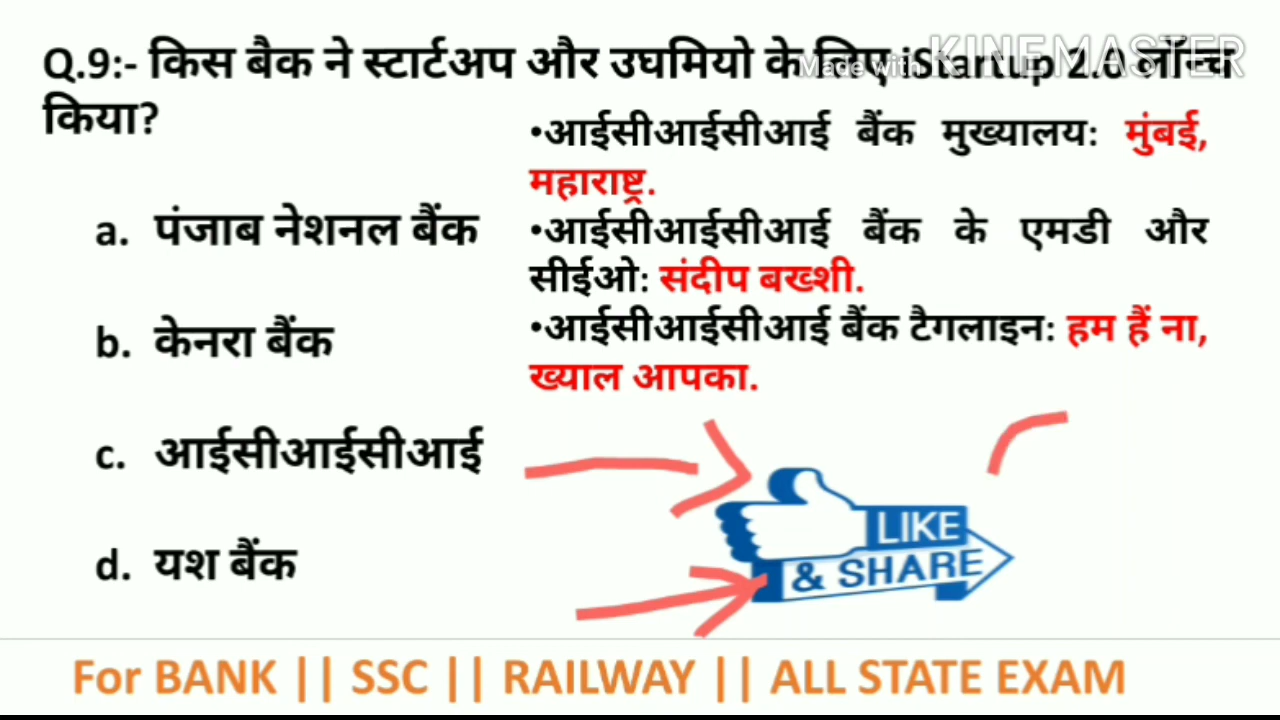 Q.9:- किस बैक ने स्टार्टअप और उघमियो के लिए iStartup 2.0 लॉन्च
किया?
Made with KINEMASTER
•आईसीआईसीआई बैंक मुख्यालय: मुंबई,
महाराष्ट्र.
a. पंजाब नेशनल बैंक
•आईसीआईसीआई बैंक के एमडी और
सीईओ: संदीप बख्शी.
b. केनरा बैंक
•आईसीआईसीआई बैंक टैगलाइन: हम हैं ना,
ख्याल आपका.
c. आईसीआईसीआई
d. यश बैंक
LIKE
& SHARE
For BANK || SSC || RAILWAY || ALL STATE EXAM